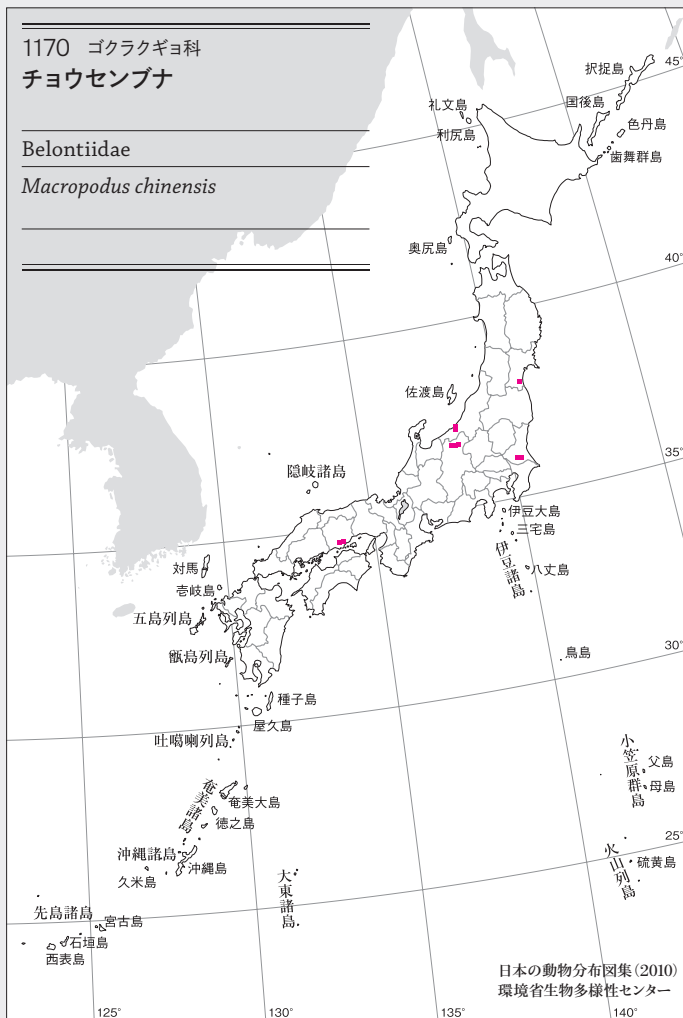 1170 ゴクラクギョ科
チョウセンブナ
Belontiidae
Macropodus chinensis
45°
択捉島
国後島
礼文島
色丹島
利尻島
歯舞群島
奥尻島
40°
佐渡島
35°
隠岐諸島
伊豆大島
三宅島
伊豆諸島
八丈島
対馬
壱岐島
五島列島
甑島列島
鳥島
30°
種子島
屋久島
吐噶喇列島
小笠原群島
父島
母島
奄美諸島
奄美大島
徳之島
25°
沖縄諸島
沖縄島
久米島
火山列島
硫黄島
大東諸島
先島諸島
宮古島
石垣島
西表島
日本の動物分布図集(2010)
環境省生物多様性センター
125°
130°
135°
140°